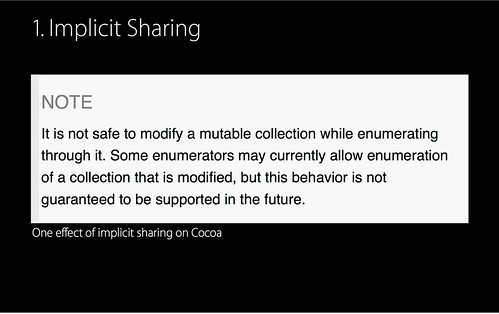 1. Implicit Sharing
NOTE
It is not safe to modify a mutable collection while enumerating
through it. Some enumerators may currently allow enumeration
of a collection that is modified, but this behavior is not
guaranteed to be supported in the future.
One effect of implicit sharing on Cocoa